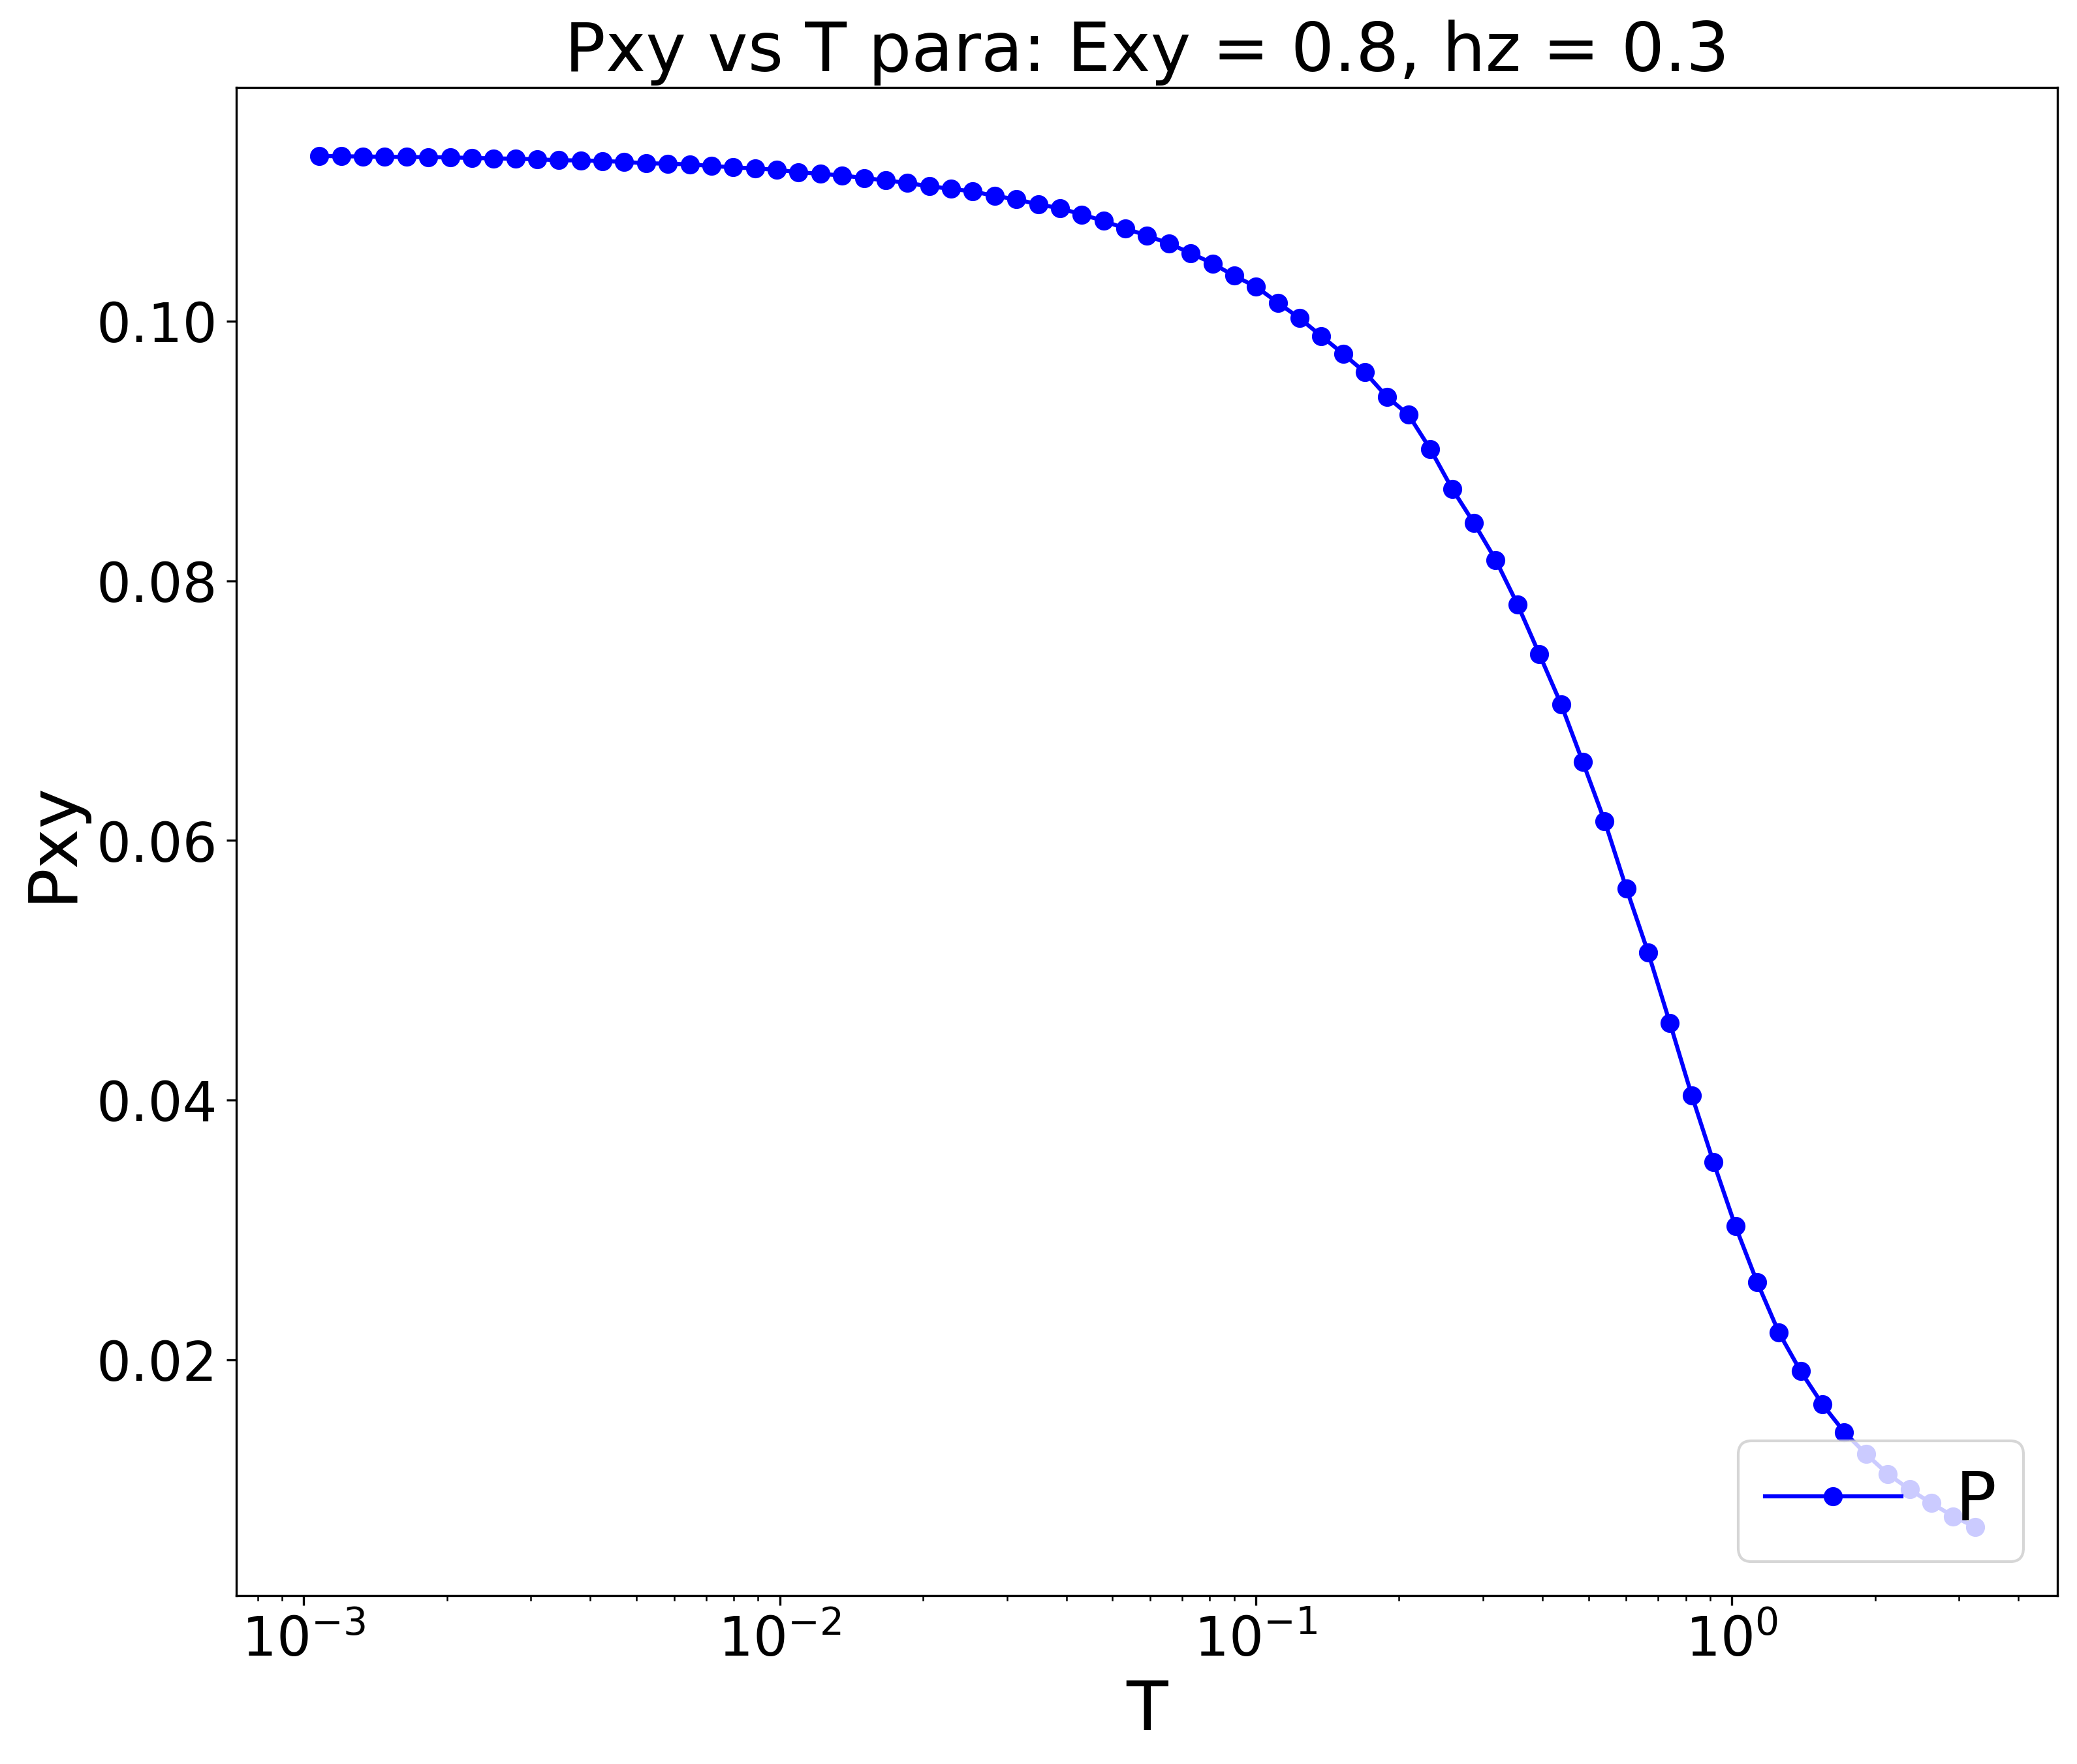 Pxy vs T para: Exy = 0.8, hz = 0.3
Pxy
0.10
0.08
0.06
0.04
0.02
10⁻³ 10⁻² 10⁻¹ 10⁰
T
P